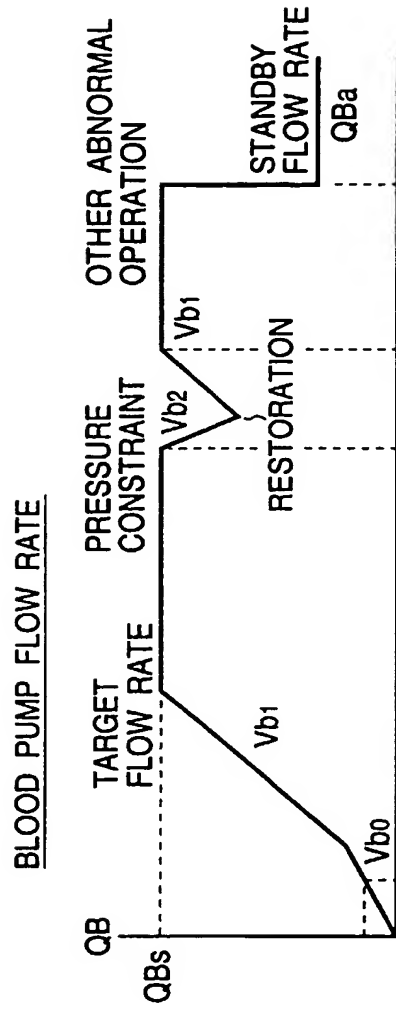 BLOOD PUMP FLOW RATE
QB
QBs
TARGET
FLOW RATE
PRESSURE
CONSTRAINT
OTHER ABNORMAL
OPERATION
Vb0
Vb1
Vb2
Vb1
RESTORATION
STANDBY
FLOW RATE
QBa